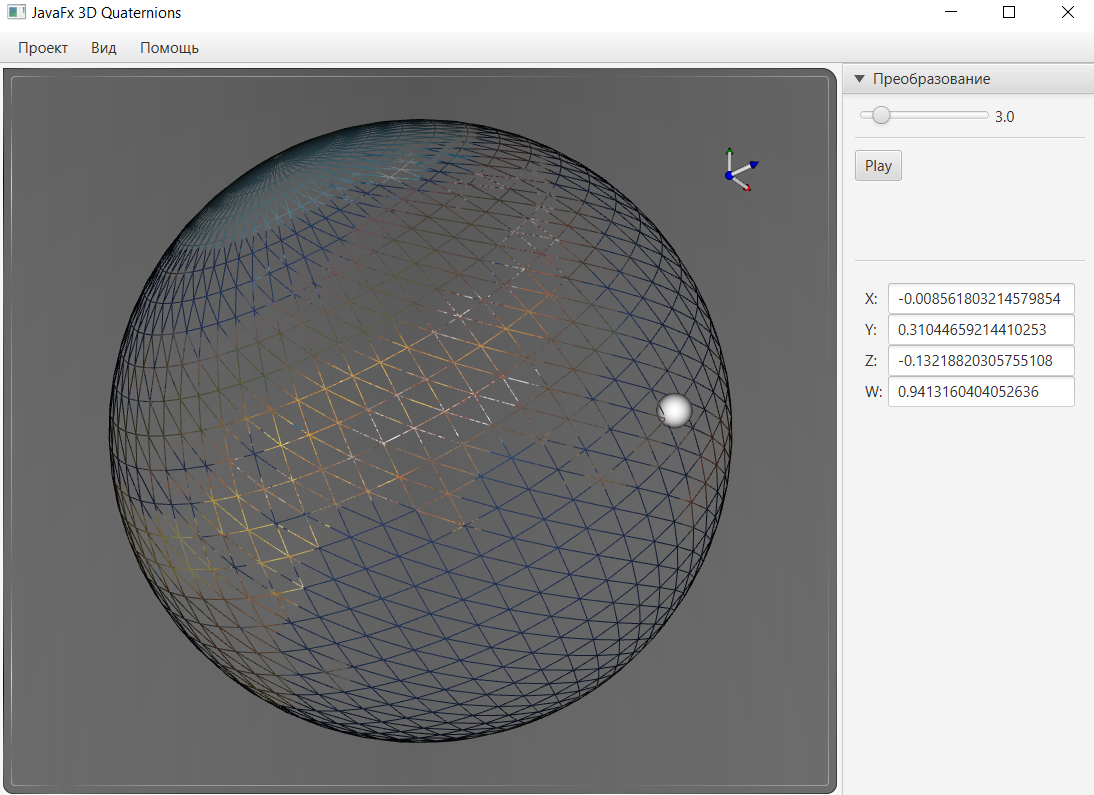 JavaFx 3D Quaternions
Проект Вид Помощь
Преобразование
3.0
Play
X: -0.008561803214579854
Y: 0.31044659214410253
Z: -0.13218820305755108
W: 0.9413160404052636